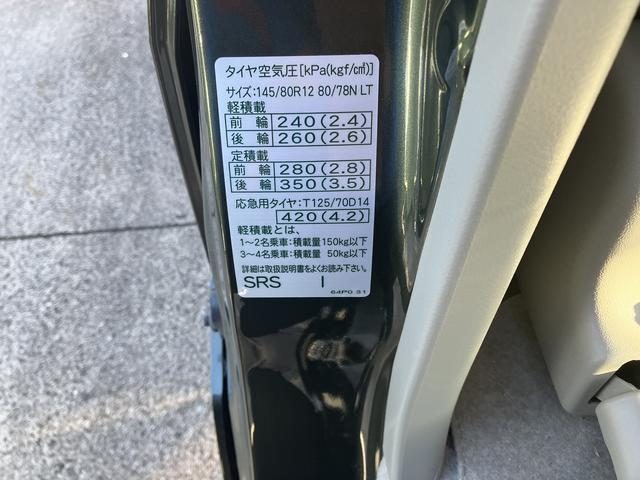 タイヤ空気圧[kPa(kgf/c㎡)]
サイズ:145/80R12 80/78N LT
軽積載
前 輪 240(2.4)
後 輪 260(2.6)
定積載
前 輪 280(2.8)
後 輪 350(3.5)
応急用タイヤ:T125/70D14
420(4.2)
軽積載とは、
1~2名乗車:積載量150kg以下
3~4名乗車:積載量 50kg以下
詳細は取扱説明書をよくお読み下さい。
SRS I
64P0 31